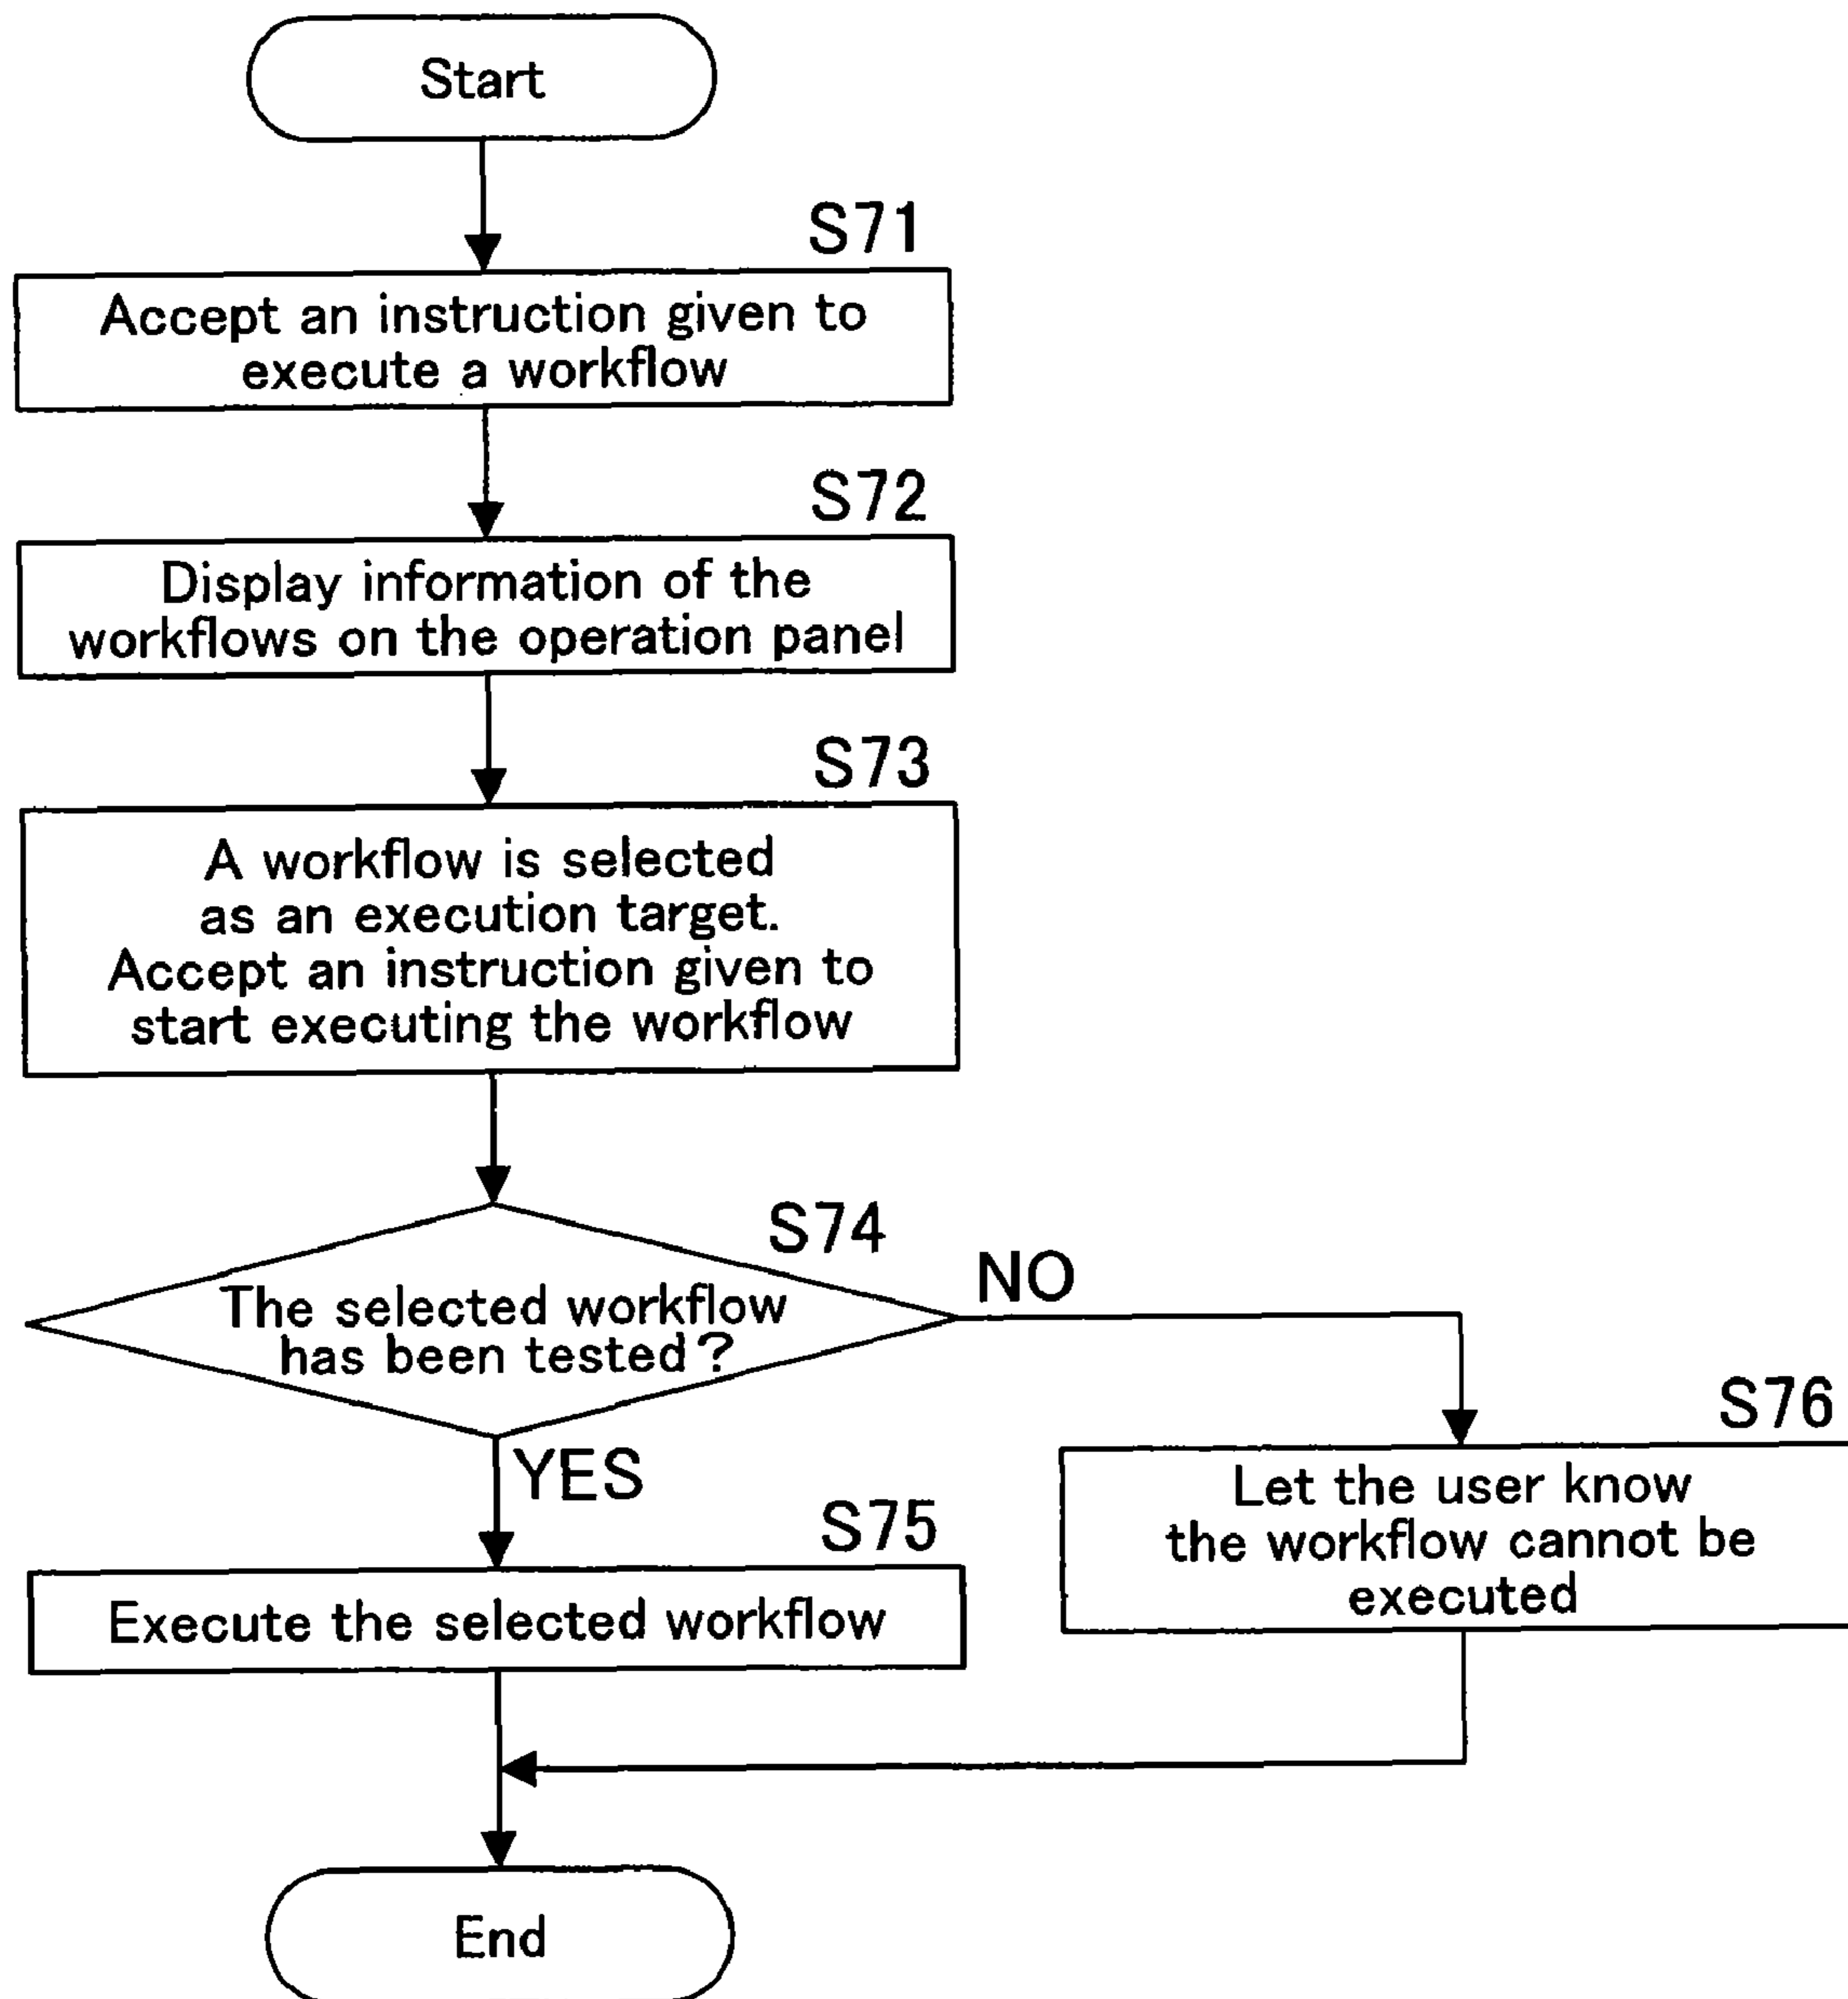 Start
S71
Accept an instruction given to
execute a workflow
S72
Display information of the
workflows on the operation panel
S73
A workflow is selected
as an execution target.
Accept an instruction given to
start executing the workflow
S74
The selected workflow
has been tested?
NO
YES
S75
Execute the selected workflow
S76
Let the user know
the workflow cannot be
executed
End